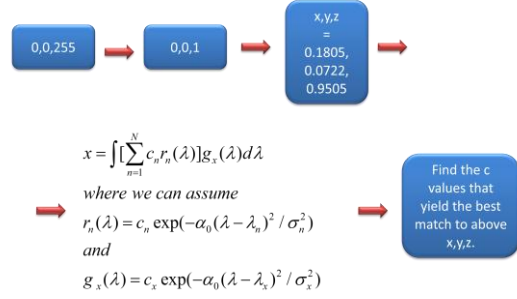 0,0,255
0,0,1
x,y,z
=
0.1805,
0.0722,
0.9505
x = ∫[∑_{n=1}^{N} c_n r_n(λ)]g_x(λ)dλ
where we can assume
r_n(λ) = c_n exp(−α_0(λ − λ_n)^2 / σ_n^2)
and
g_x(λ) = c_x exp(−α_0(λ − λ_x)^2 / σ_x^2)
Find the c
values that
yield the best
match to above
x,y,z.